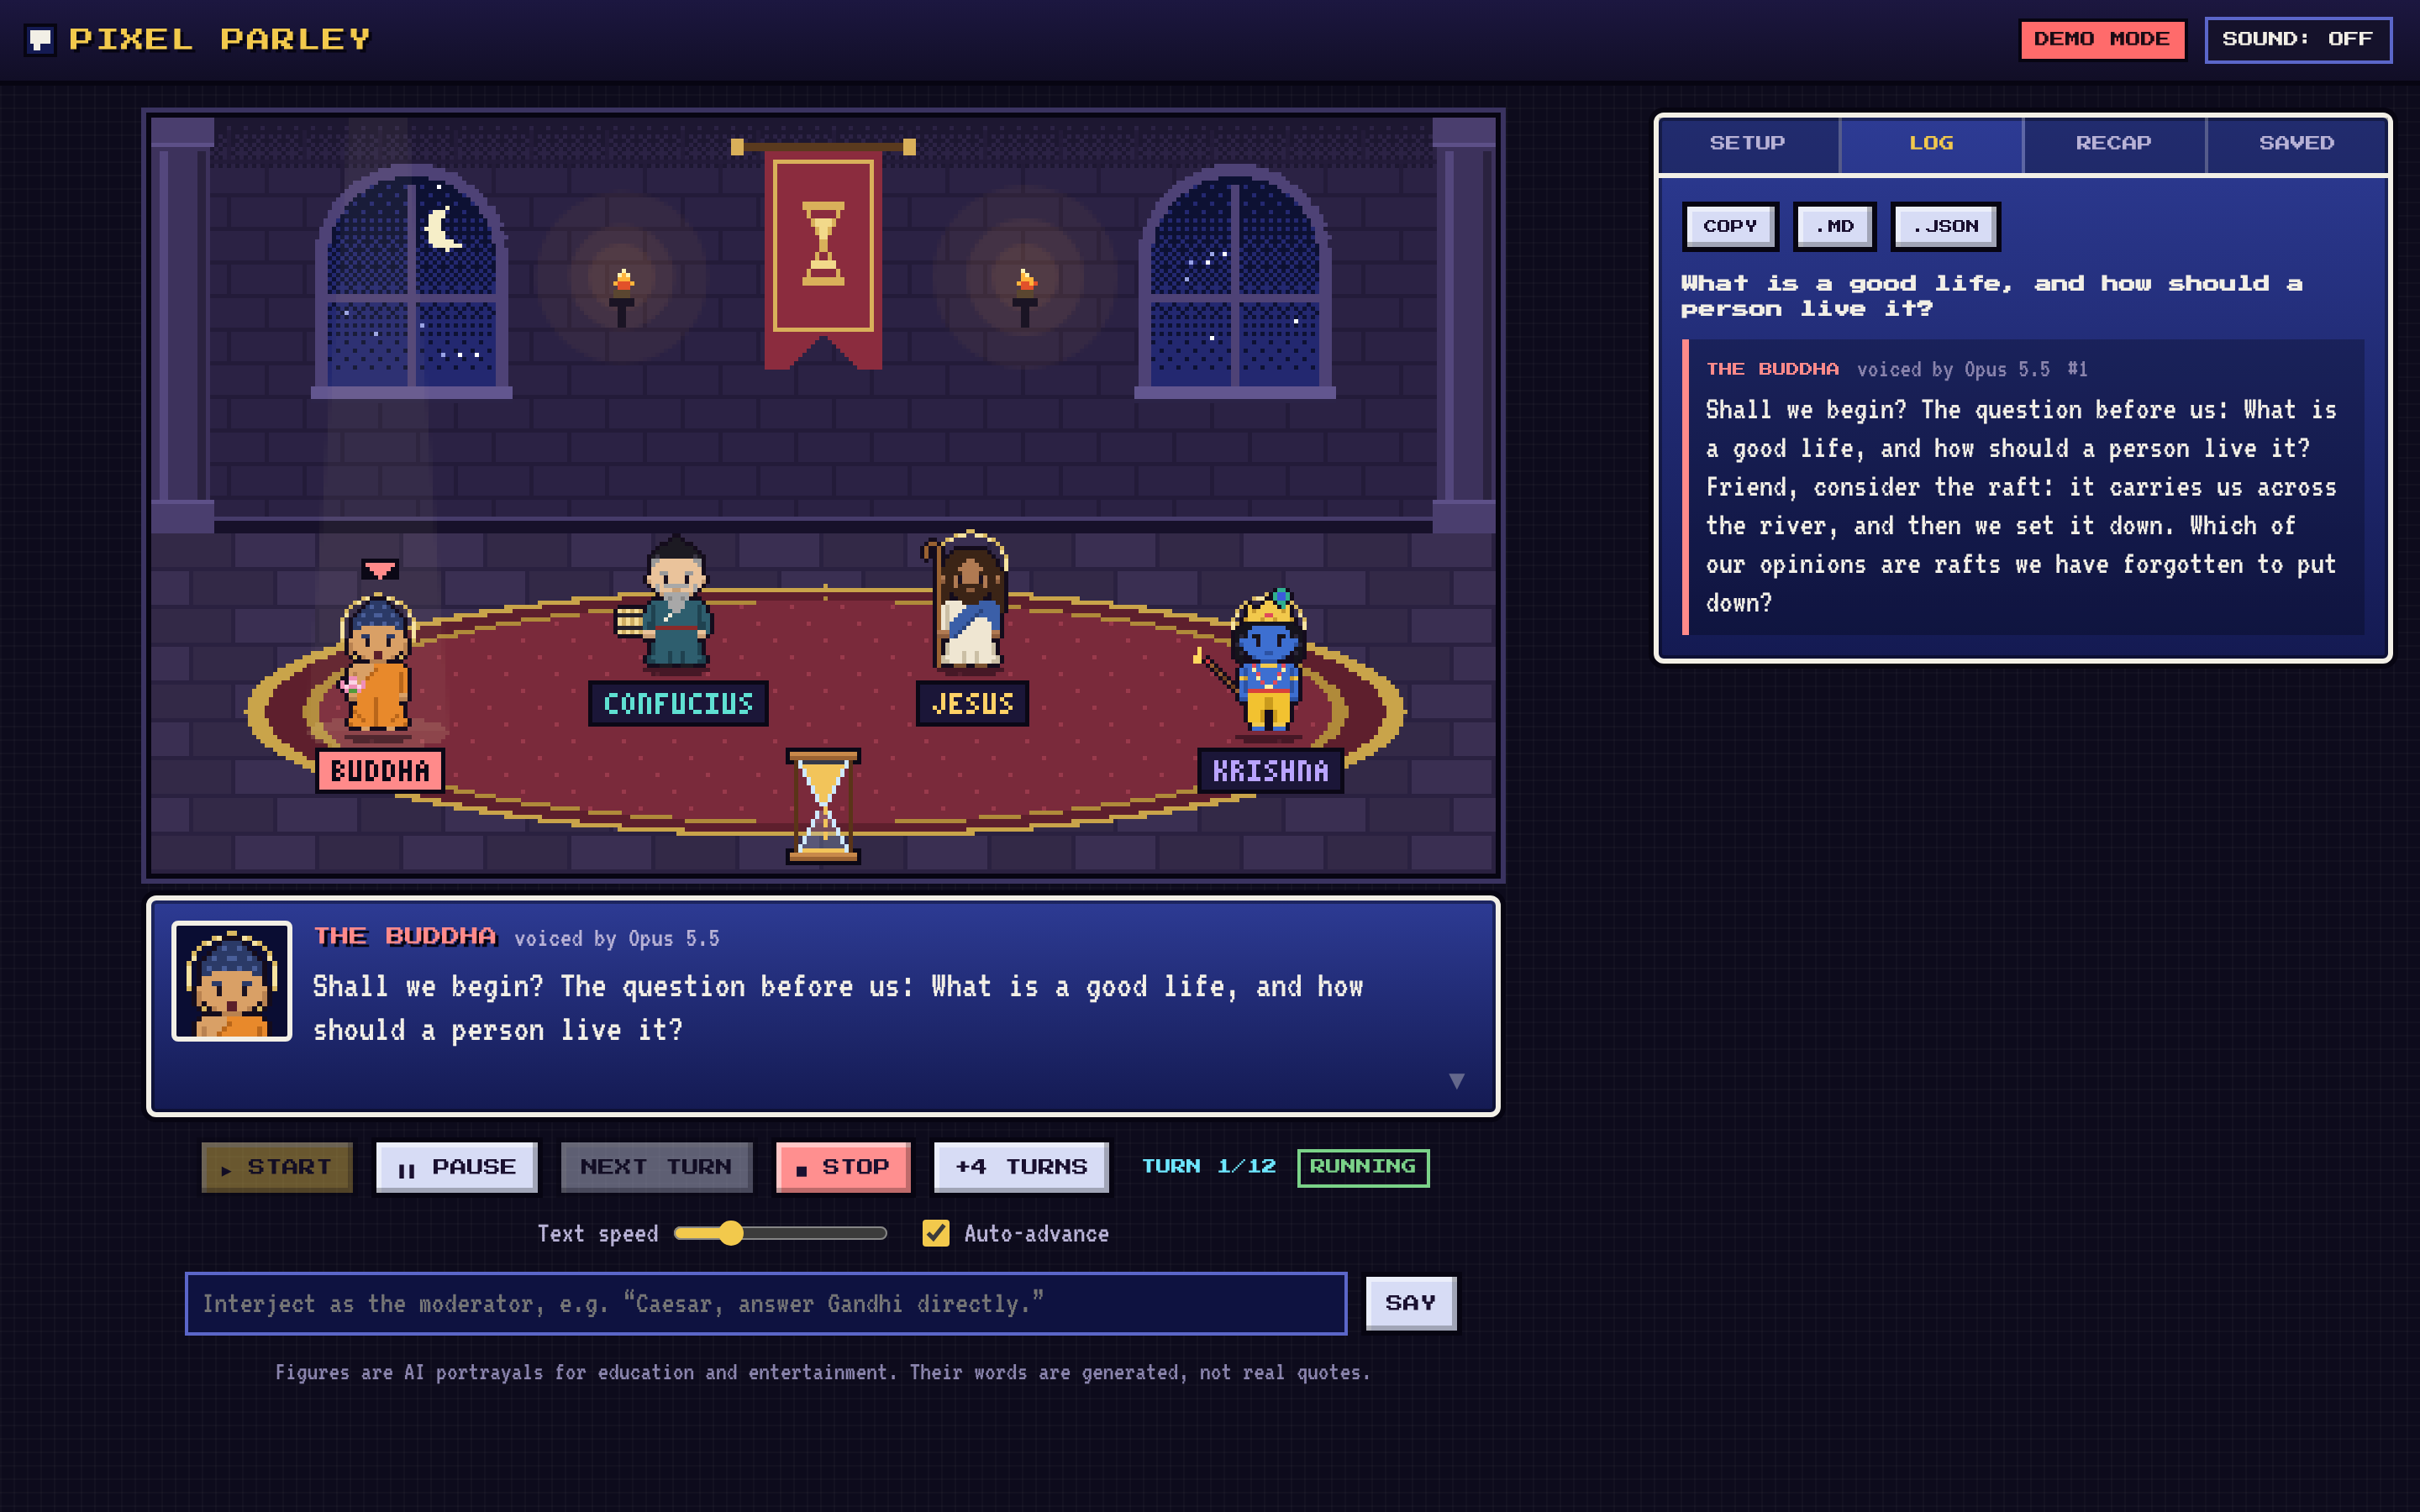 PIXEL PARLEY
DEMO MODE
SOUND: OFF
BUDDHA
CONFUCIUS
JESUS
KRISHNA
THE BUDDHA voiced by Opus 5.5
Shall we begin? The question before us: What is a good life, and how
should a person live it?
▼
▶ START
PAUSE
NEXT TURN
■ STOP
+4 TURNS
TURN 1/12
RUNNING
Text speed
Auto-advance
Interject as the moderator, e.g. “Caesar, answer Gandhi directly.”
SAY
Figures are AI portrayals for education and entertainment. Their words are generated, not real quotes.
SETUP
LOG
RECAP
SAVED
COPY
.MD
.JSON
What is a good life, and how should a
person live it?
THE BUDDHA voiced by Opus 5.5 #1
Shall we begin? The question before us: What is
a good life, and how should a person live it?
Friend, consider the raft: it carries us across
the river, and then we set it down. Which of
our opinions are rafts we have forgotten to put
down?